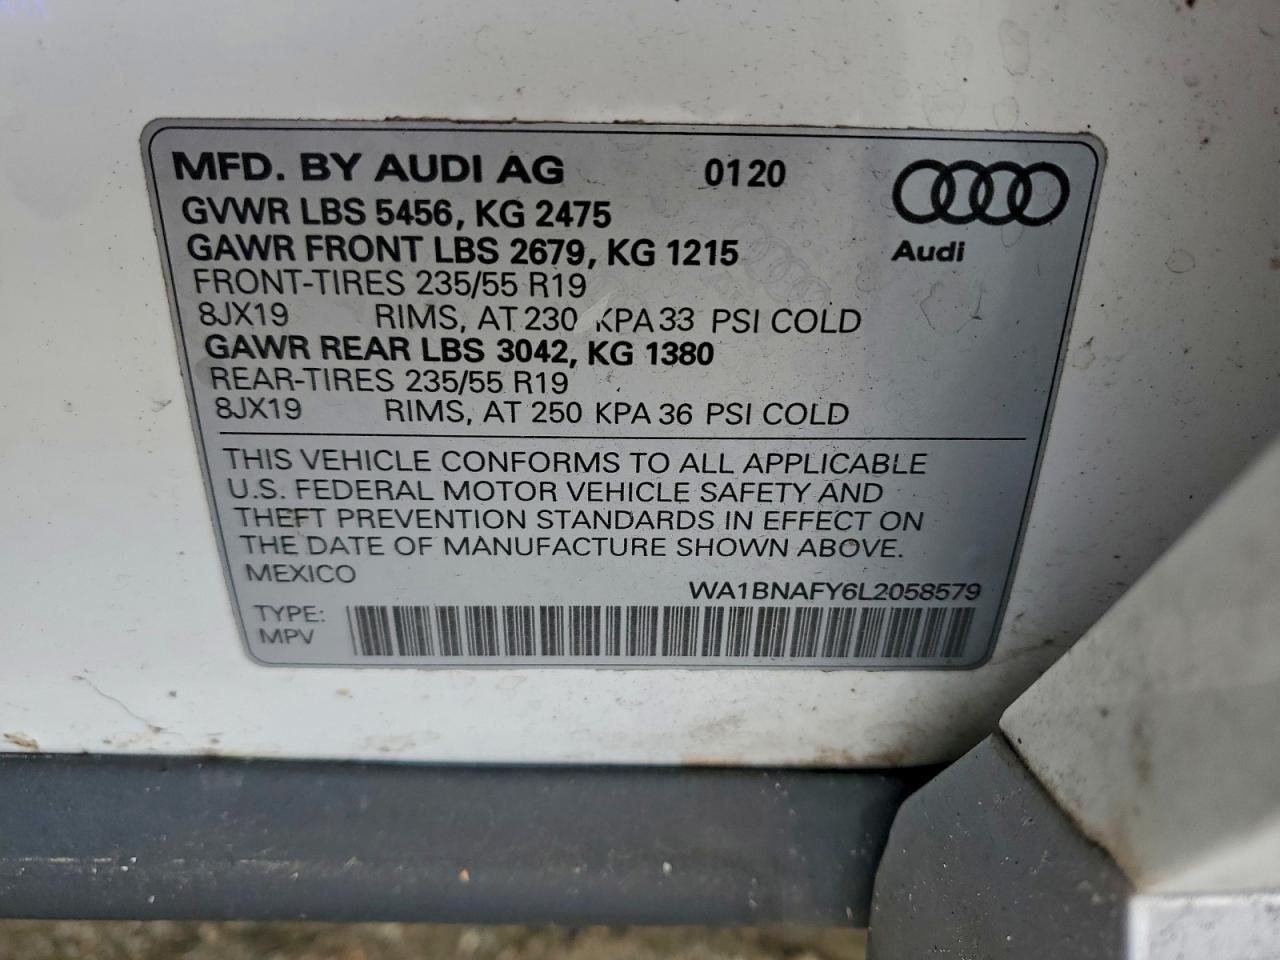 MFD. BY AUDI AG 0120
GVWR LBS 5456, KG 2475
GAWR FRONT LBS 2679, KG 1215
Audi
FRONT-TIRES 235/55 R19
8JX19 RIMS, AT 230 KPA 33 PSI COLD
GAWR REAR LBS 3042, KG 1380
REAR-TIRES 235/55 R19
8JX19 RIMS, AT 250 KPA 36 PSI COLD
THIS VEHICLE CONFORMS TO ALL APPLICABLE
U.S. FEDERAL MOTOR VEHICLE SAFETY AND
THEFT PREVENTION STANDARDS IN EFFECT ON
THE DATE OF MANUFACTURE SHOWN ABOVE.
MEXICO
WA1BNAFY6L2058579
TYPE:
MPV